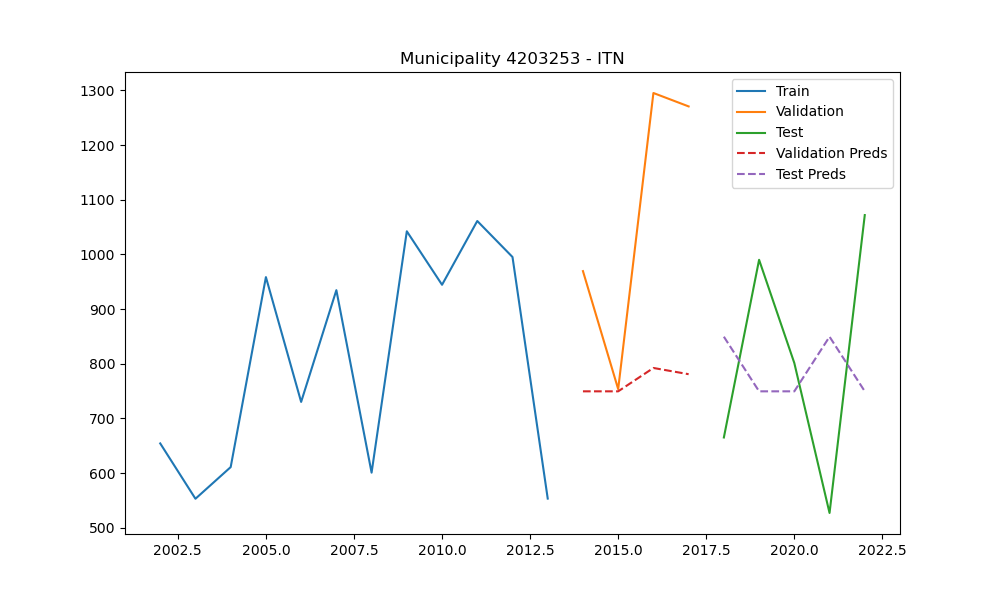 Municipality 4203253 - ITN
1300
1200
1100
1000
900
800
700
600
500
Train
Validation
Test
Validation Preds
Test Preds
2002.5 2005.0 2007.5 2010.0 2012.5 2015.0 2017.5 2020.0 2022.5